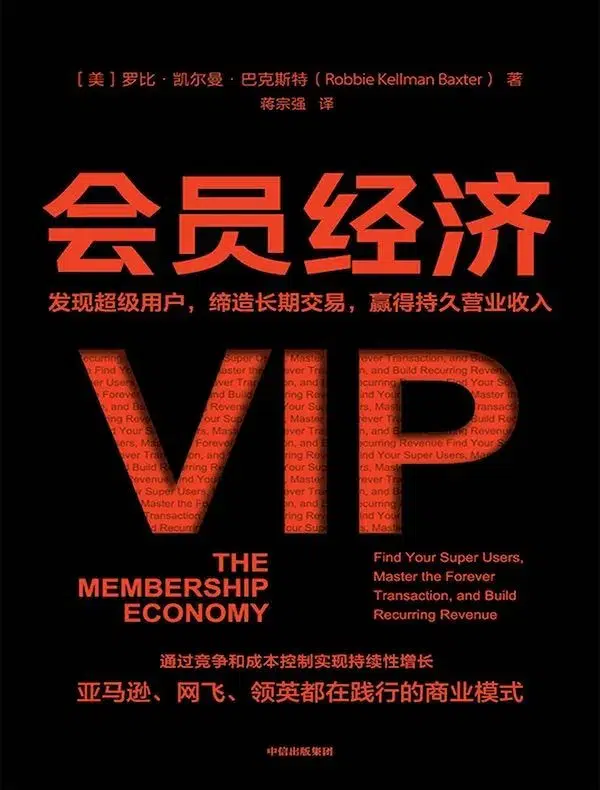 [美] 罗比·凯尔曼·巴克斯特(Robbie Kellman Baxter) 著
蒋宗强 译
会员经济
发现超级用户，缔造长期交易，赢得持久营业收入
VIP
THE
MEMBERSHIP
ECONOMY
Find Your Super Users,
Master the Forever
Transaction, and Build
Recurring Revenue
通过竞争和成本控制实现持续性增长
亚马逊、网飞、领英都在践行的商业模式
中信出版集团